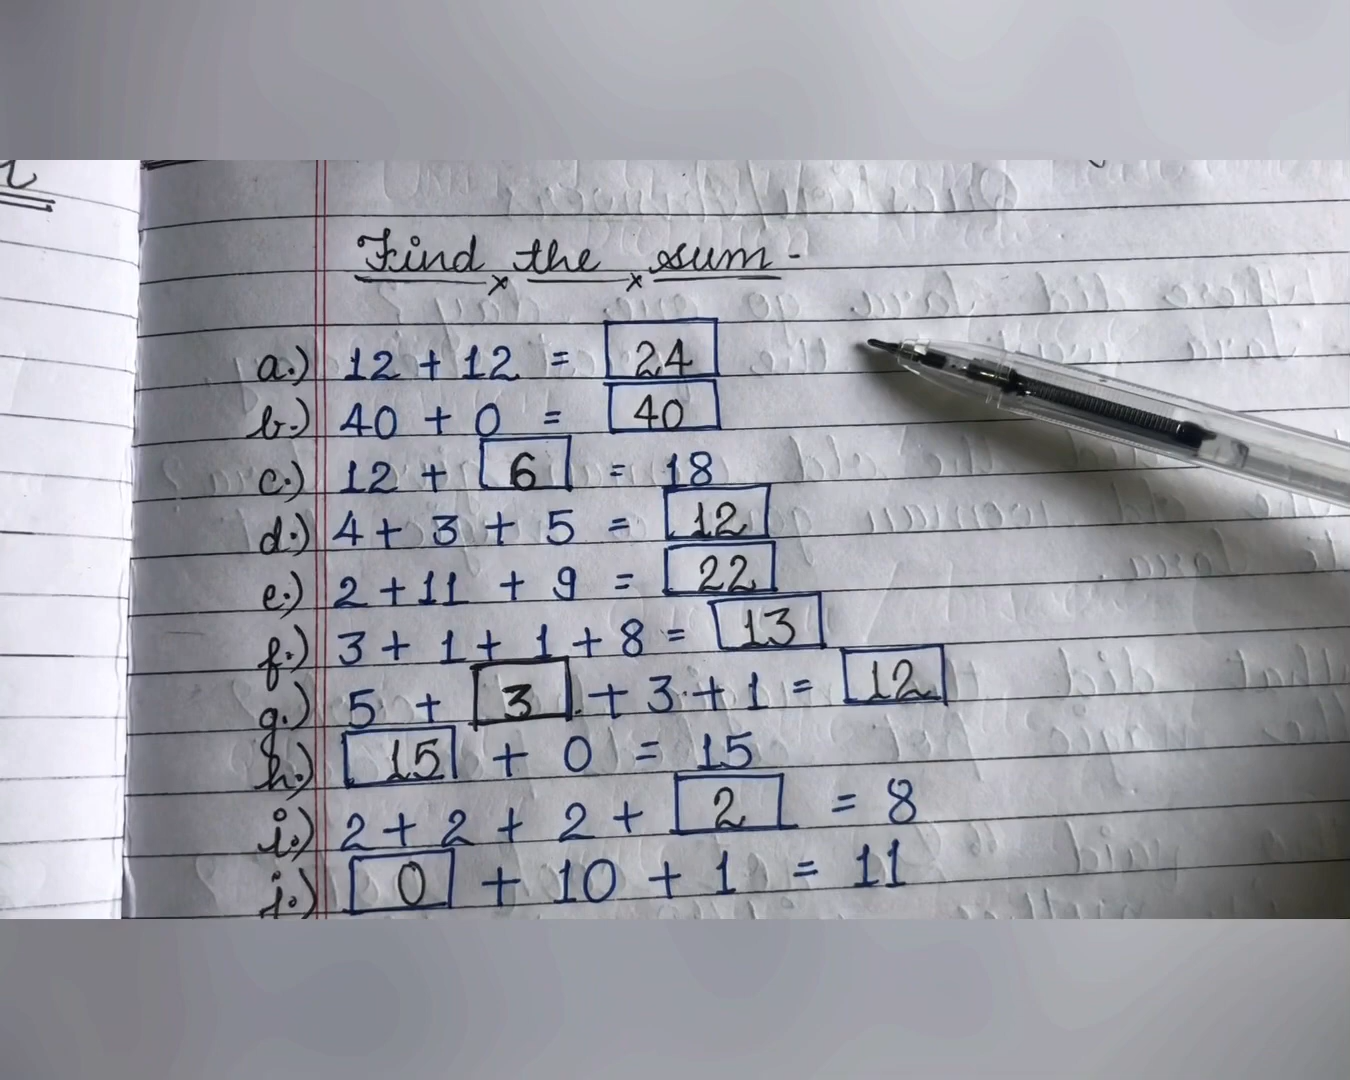 Find the sum -
a.) 12 + 12 = 24
b.) 40 + 0 = 40
c.) 12 + 6 = 18
d.) 4 + 3 + 5 = 12
e.) 2 + 11 + 9 = 22
f.) 3 + 1 + 1 + 8 = 13
g.) 5 + 3 + 3 + 1 = 12
h.) 15 + 0 = 15
i.) 2 + 2 + 2 + 2 = 8
j.) 0 + 10 + 1 = 11